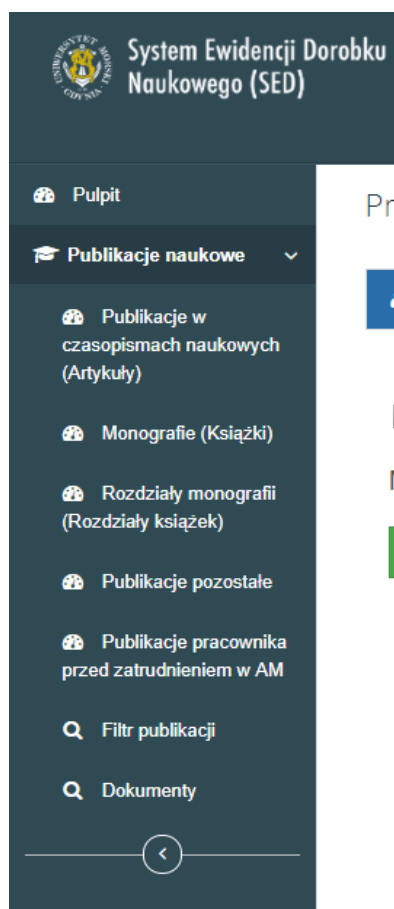 System Ewidencji Dorobku
Naukowego (SED)
Pulpit
Publikacje naukowe
Publikacje w
czasopismach naukowych
(Artykuły)
Monografie (Książki)
Rozdziały monografii
(Rozdziały książek)
Publikacje pozostałe
Publikacje pracownika
przed zatrudnieniem w AM
Filtr publikacji
Dokumenty